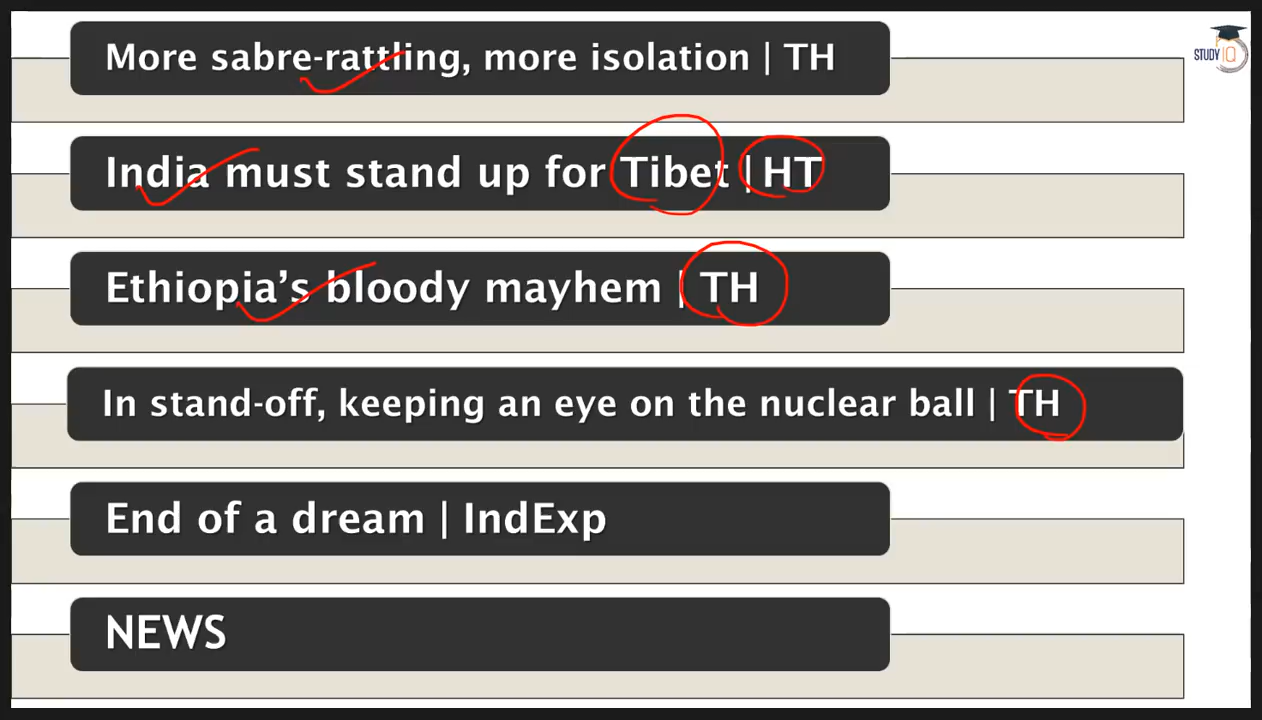 More sabre-rattling, more isolation | TH
STUDY IQ
India must stand up for Tibet | HT
Ethiopia's bloody mayhem | TH
In stand-off, keeping an eye on the nuclear ball | TH
End of a dream | IndExp
NEWS